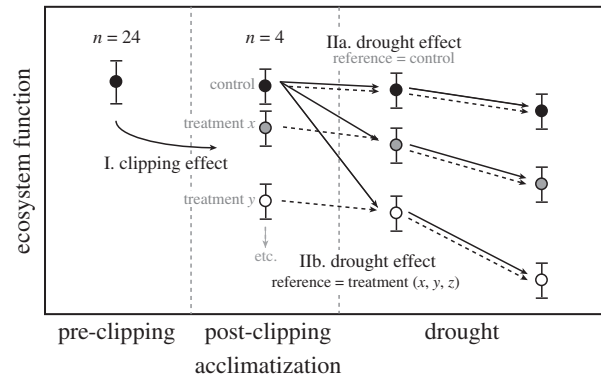 n = 24
n = 4
IIa. drought effect
reference = control
control
treatment x
I. clipping effect
treatment y
etc.
IIb. drought effect
reference = treatment (x, y, z)
ecosystem function
pre-clipping
post-clipping
drought
acclimatization